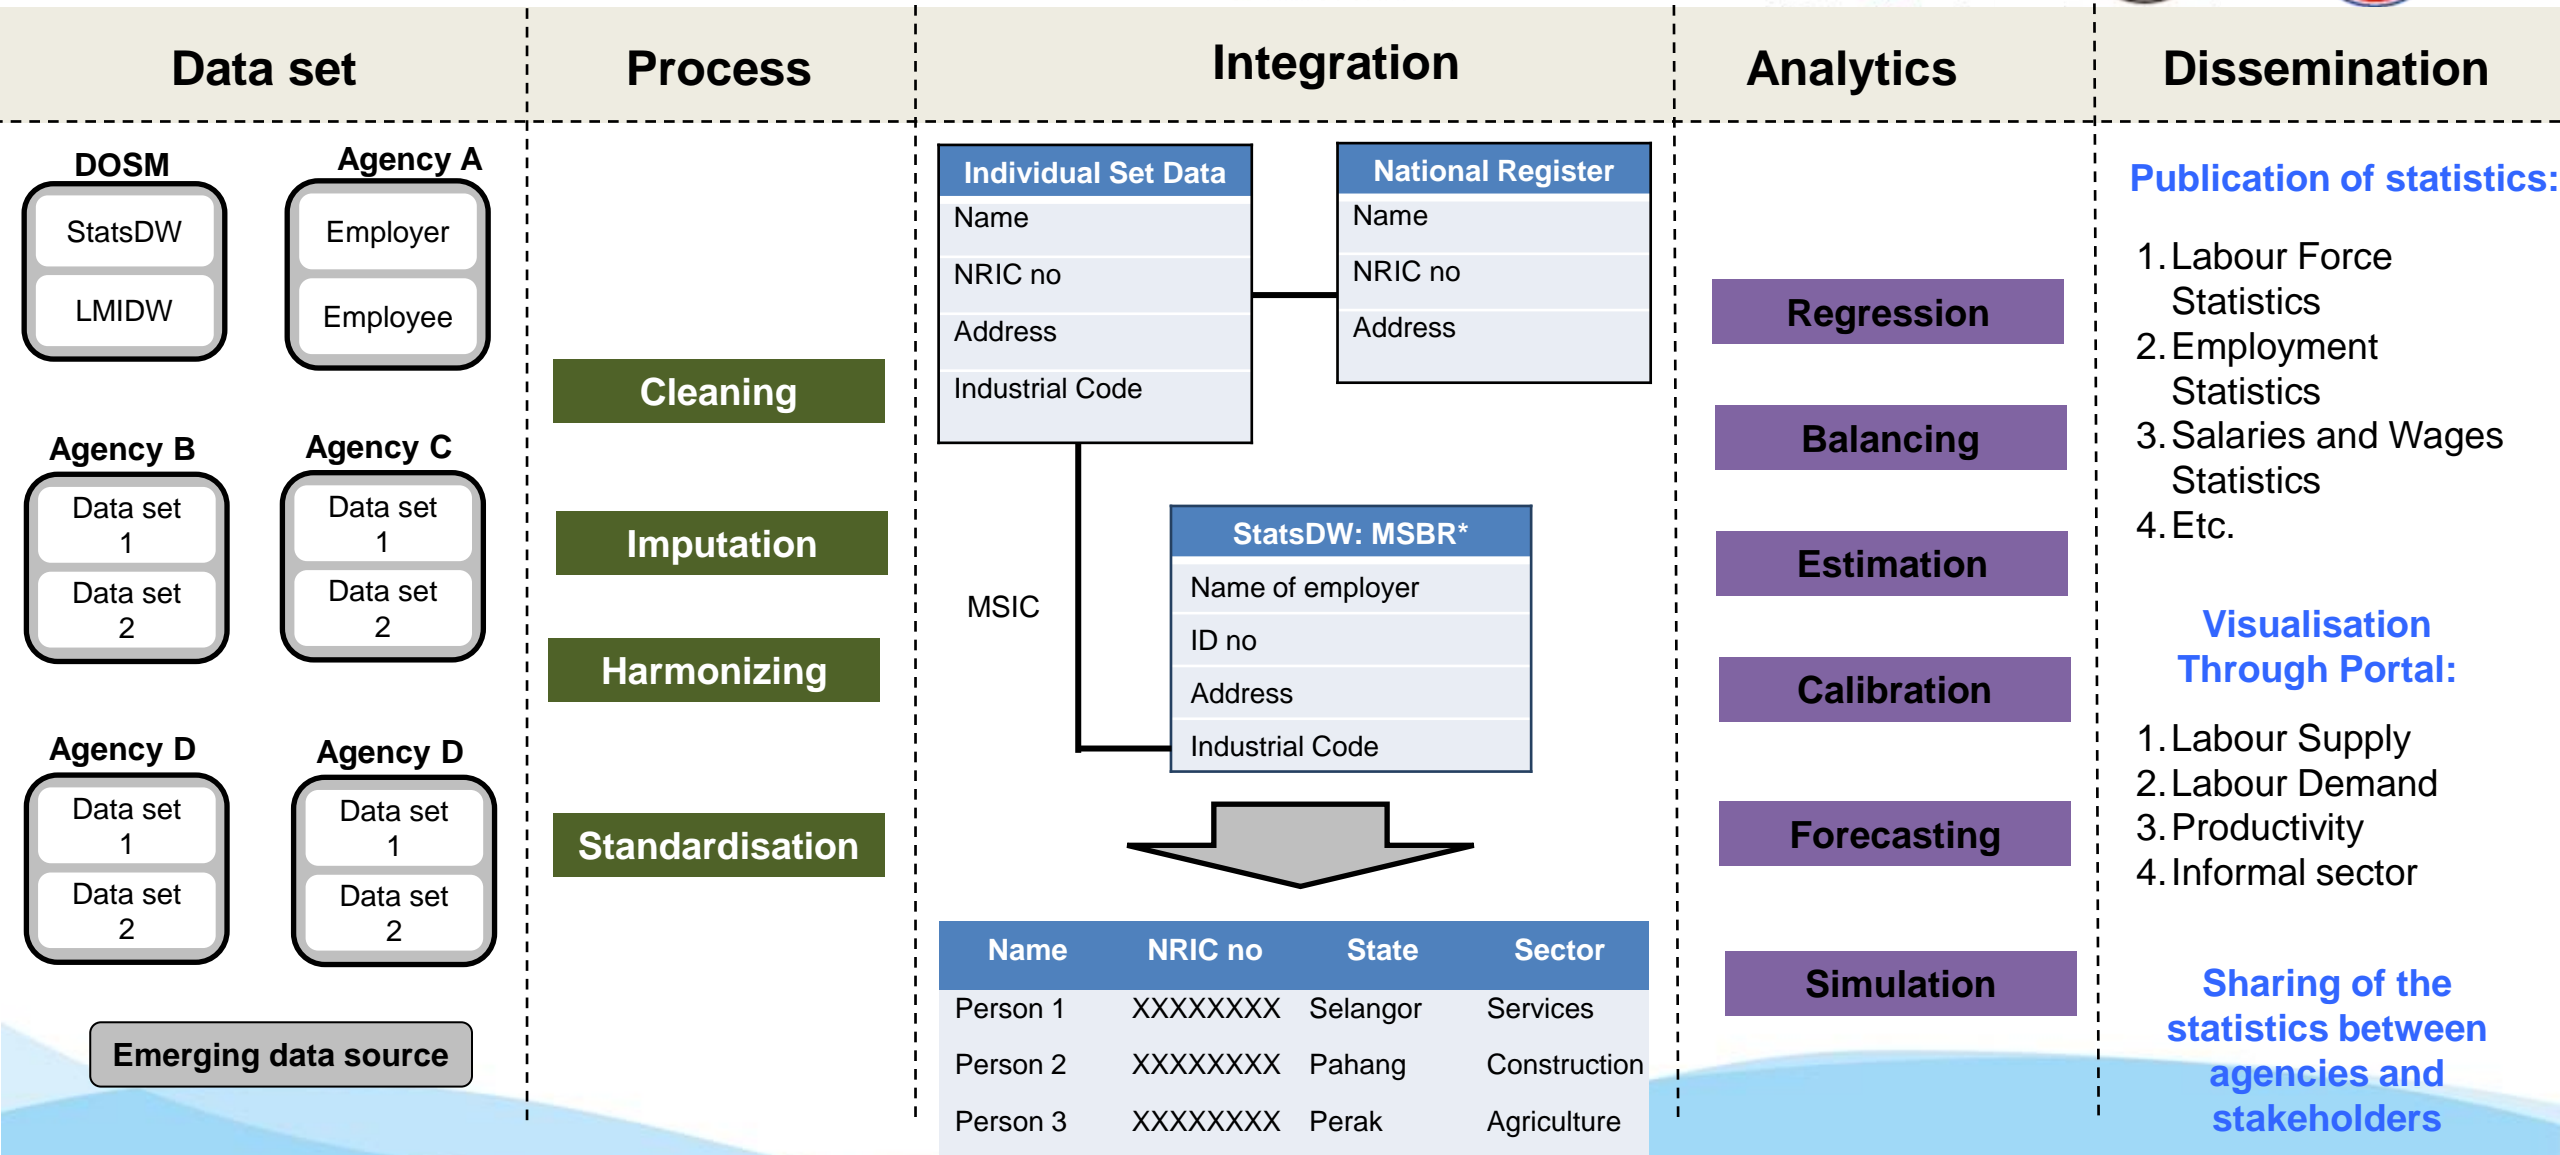 Data set
Process
Integration
Analytics
Dissemination
DOSM
StatsDW
LMIDW
Agency A
Employer
Employee
Agency B
Data set
1
Data set
2
Agency C
Data set
1
Data set
2
Agency D
Data set
1
Data set
2
Agency D
Data set
1
Data set
2
Emerging data source
Cleaning
Imputation
Harmonizing
Standardisation
Individual Set Data
Name
NRIC no
Address
Industrial Code
National Register
Name
NRIC no
Address
MSIC
StatsDW: MSBR*
Name of employer
ID no
Address
Industrial Code
Name NRIC no State Sector
Person 1 XXXXXXXX Selangor Services
Person 2 XXXXXXXX Pahang Construction
Person 3 XXXXXXXX Perak Agriculture
Regression
Balancing
Estimation
Calibration
Forecasting
Simulation
Publication of statistics:
1. Labour Force
Statistics
2. Employment
Statistics
3. Salaries and Wages
Statistics
4. Etc.
Visualisation
Through Portal:
1. Labour Supply
2. Labour Demand
3. Productivity
4. Informal sector
Sharing of the
statistics between
agencies and
stakeholders